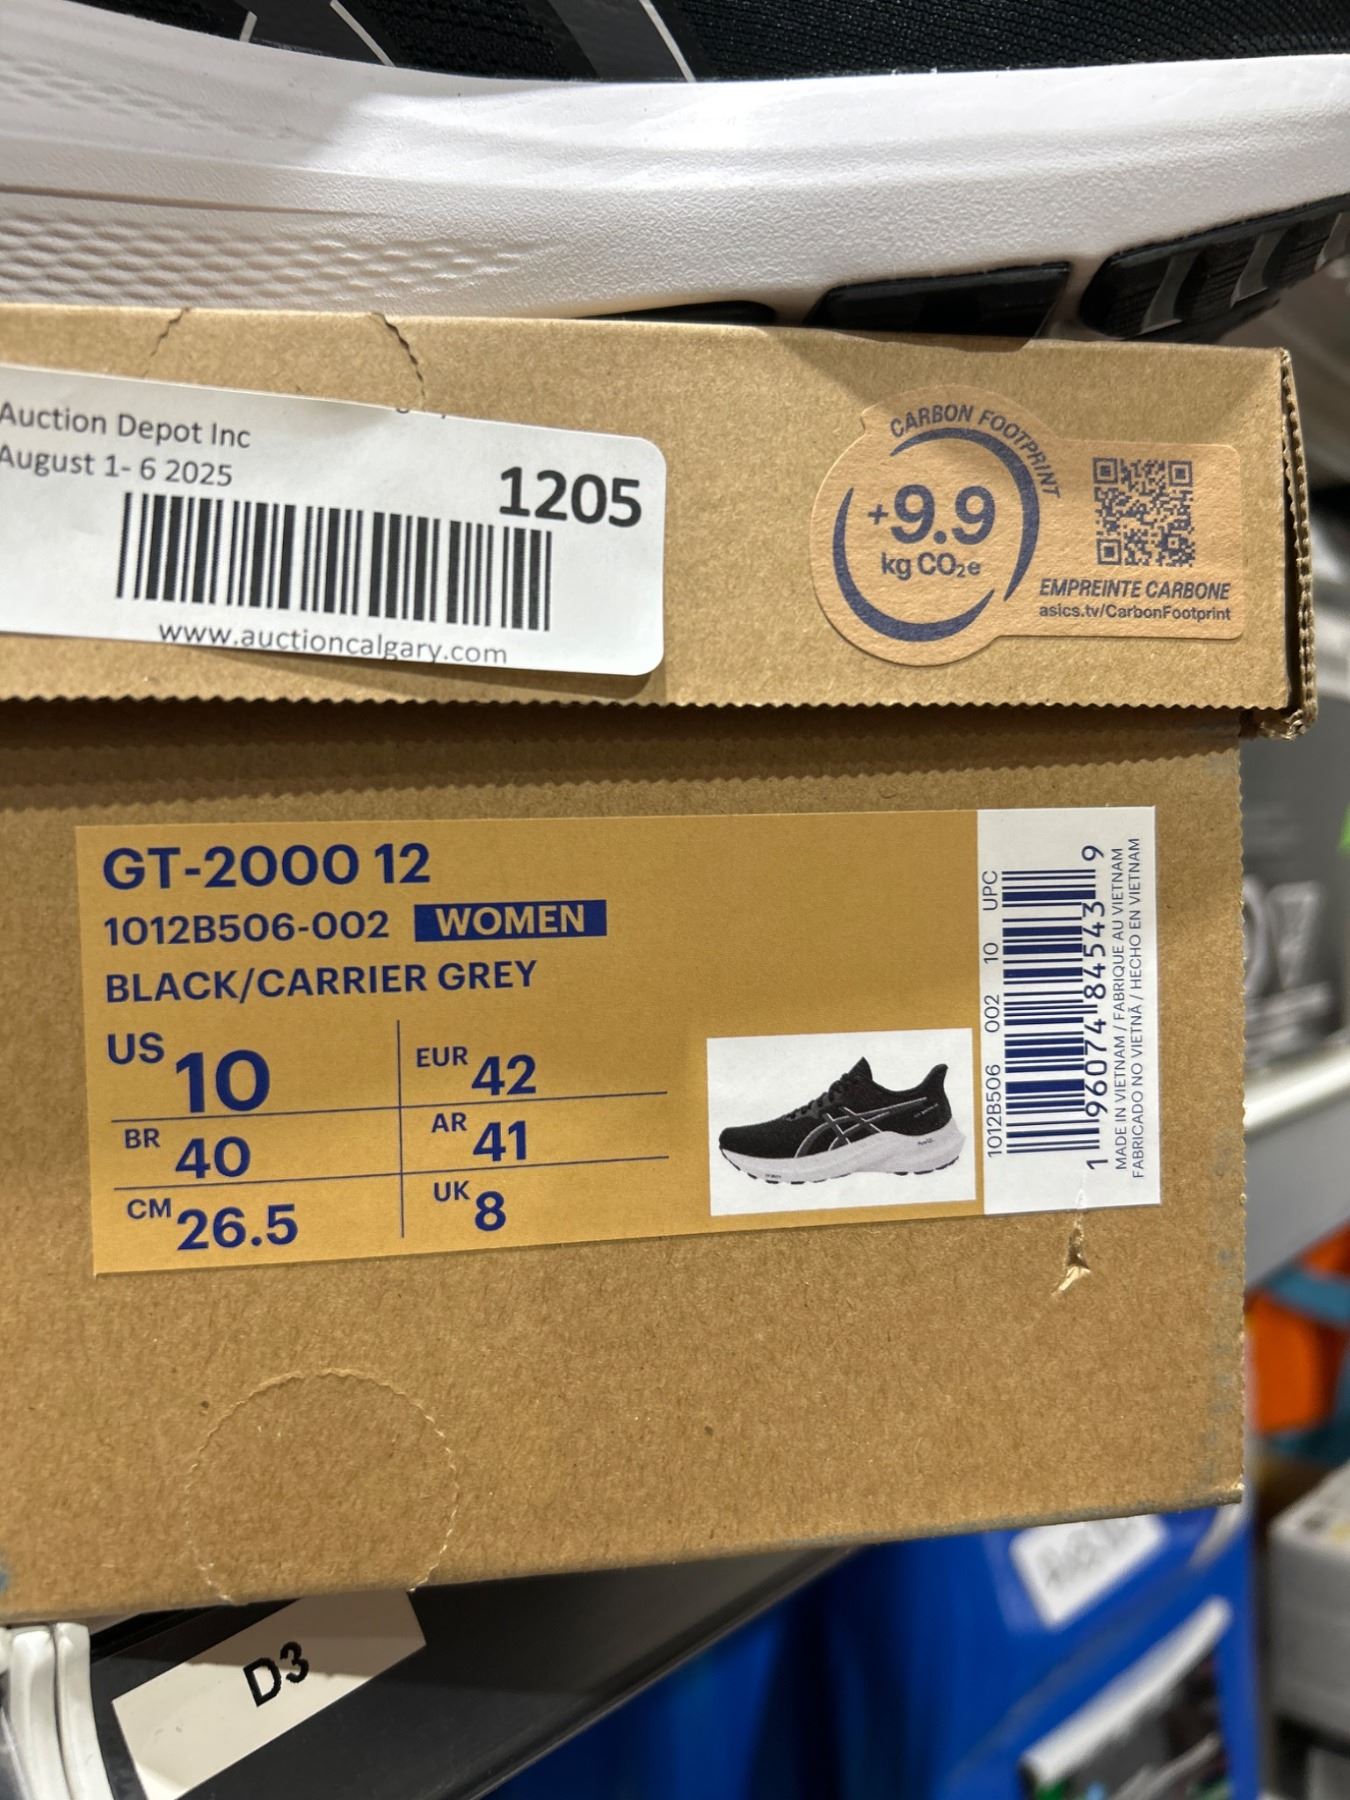 Auction Depot Inc
August 1- 6 2025
1205
www.auctioncalgary.com
CARBON FOOTPRINT
+9.9
kg CO₂e
EMPREINTE CARBONE
asics.tv/CarbonFootprint
GT-2000 12
1012B506-002 WOMEN
BLACK/CARRIER GREY
US 10
EUR 42
BR 40
AR 41
CM 26.5
UK 8
1012B506 002 10 UPC
1 96074 84543 9
MADE IN VIETNAM / FABRIQUE AU VIETNAM
FABRICADO NO VIETNÃ / HECHO EN VIETNAM
D3